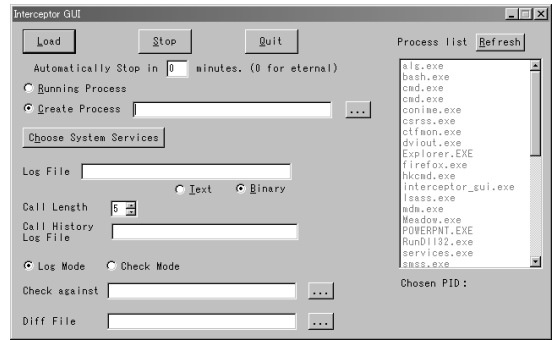 Interceptor GUI
Load
Stop
Quit
Automatically Stop in 0 minutes. (0 for eternal)
Running Process
Create Process
...
Choose System Services
Log File
Text
Binary
Call Length 5
Call History
Log File
Log Mode
Check Mode
Check against
...
Diff File
...
Process list
Refresh
alg.exe
bash.exe
cmd.exe
cmd.exe
conime.exe
csrss.exe
ctfmon.exe
dviout.exe
Explorer.EXE
firefox.exe
hkcmd.exe
interceptor_gui.exe
lsass.exe
mdm.exe
Meadow.exe
POWERPNT.EXE
RunDll32.exe
services.exe
smss.exe
Chosen PID: